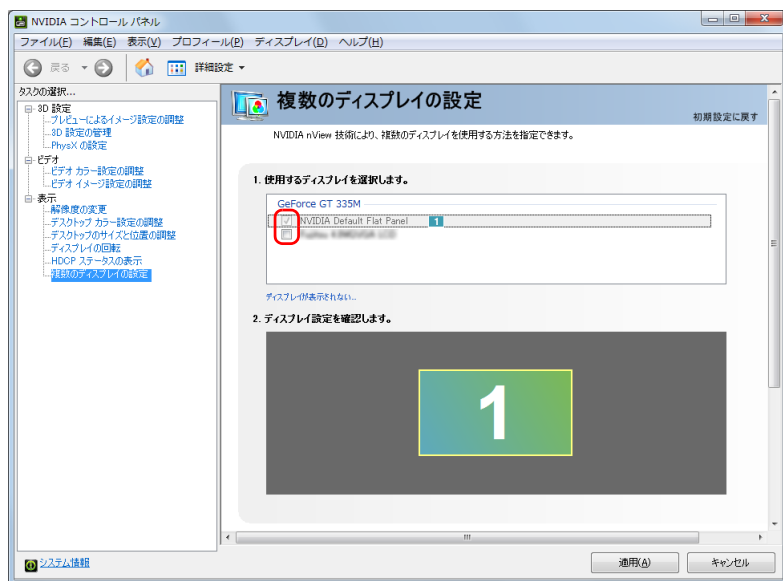 NVIDIA コントロール パネル
ファイル(F) 編集(E) 表示(V) プロフィール(P) ディスプレイ(D) ヘルプ(H)
戻る 詳細設定
タスクの選択...
3D 設定
プレビューによるイメージ設定の調整
3D 設定の管理
PhysX の設定
ビデオ
ビデオ カラー設定の調整
ビデオ イメージ設定の調整
表示
解像度の変更
デスクトップ カラー設定の調整
デスクトップのサイズと位置の調整
ディスプレイの回転
HDCP ステータスの表示
複数のディスプレイの設定
複数のディスプレイの設定
初期設定に戻す
NVIDIA nView 技術により、複数のディスプレイを使用する方法を指定できます。
1. 使用するディスプレイを選択します。
GeForce GT 335M
NVIDIA Default Flat Panel 1
ディスプレイが表示されない...
2. ディスプレイ設定を確認します。
1
システム情報
適用(A) キャンセル